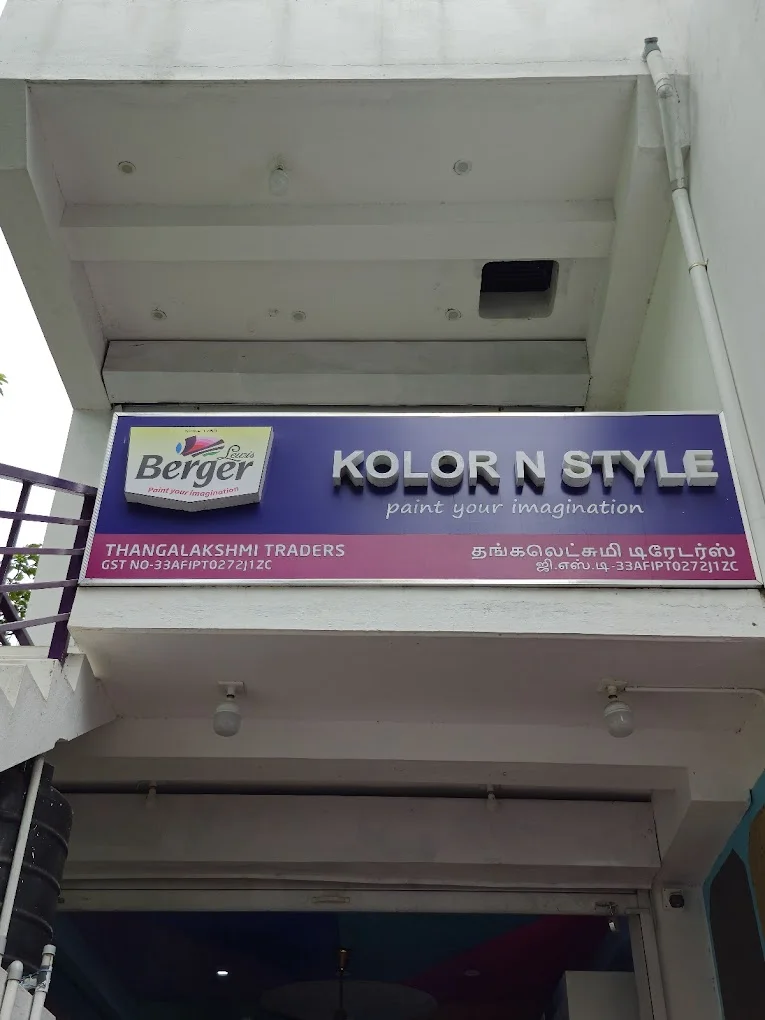 Lewis
Berger
Paint your imagination
KOLOR N STYLE
paint your imagination
THANGALAKSHMI TRADERS
GST NO-33AFIPT0272J1ZC
தங்கலெட்சுமி டிரேடர்ஸ்
ஜி.எஸ்.டி-33AFIPT0272J1ZC